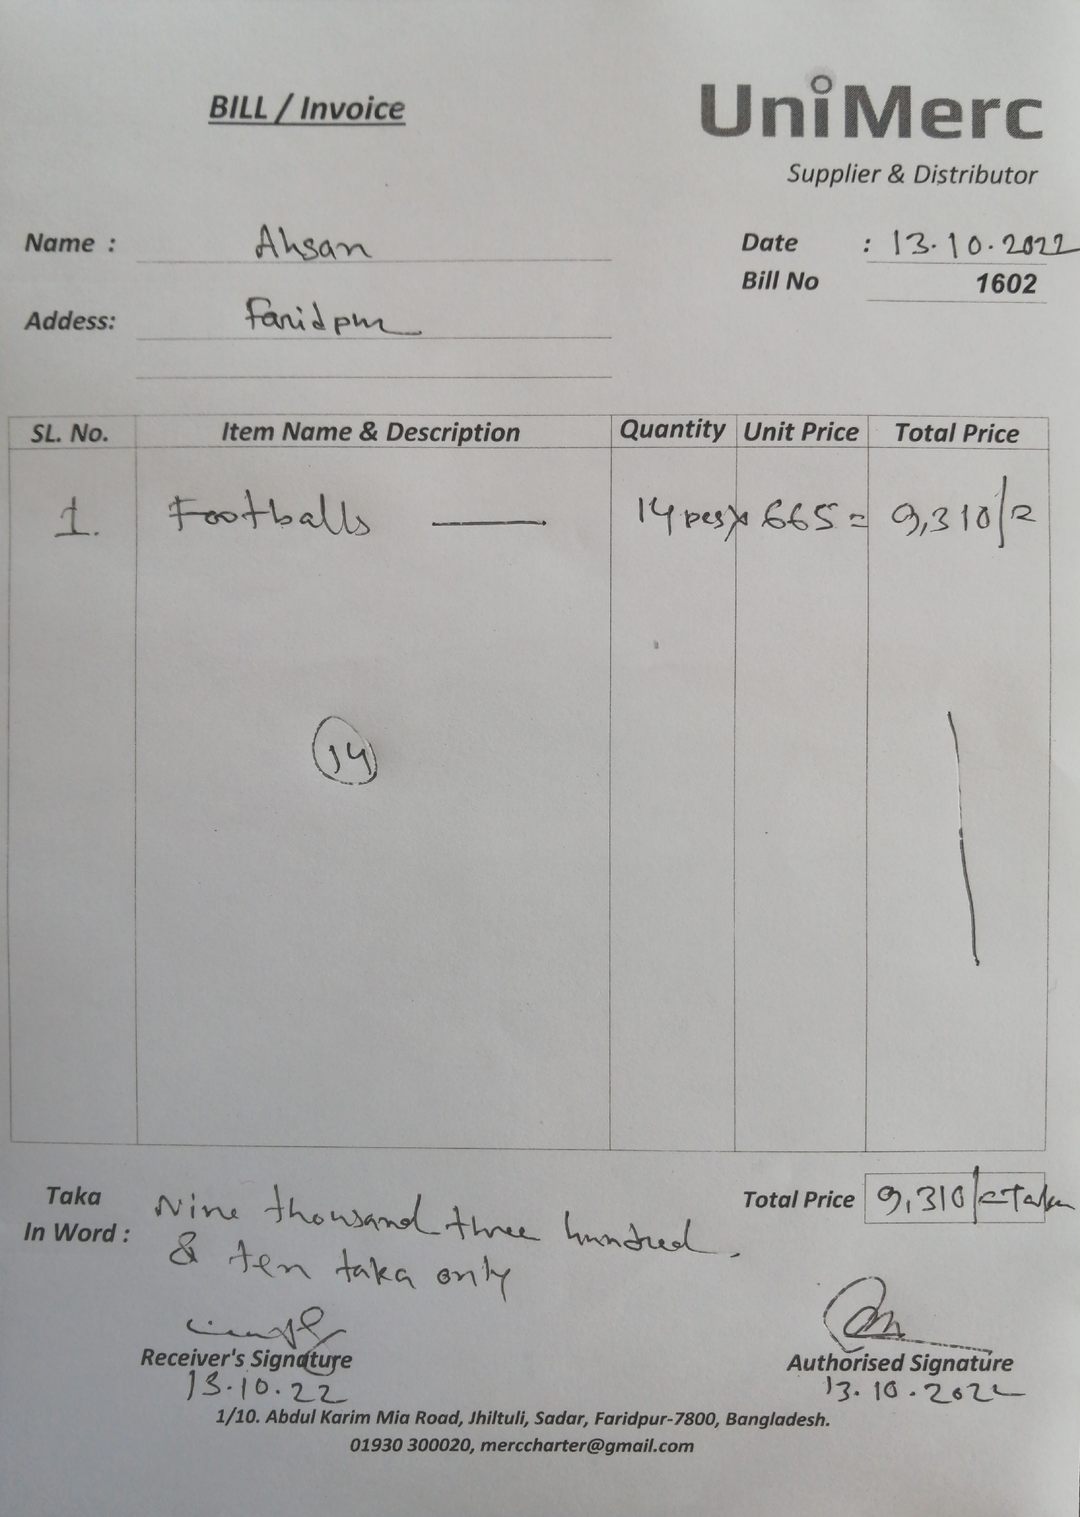 BILL / Invoice
UniMerc
Supplier & Distributor
Name : Ahsan
Date : 13.10.2022
Bill No 1602
Addess: Faridpur
SL. No. Item Name & Description Quantity Unit Price Total Price
1. Footballs — 14 pcs x 665 = 9,310/=
14
Taka
In Word : Nine thousand three hundred
& ten taka only
Total Price 9,310/= Taka
Receiver's Signature
13.10.22
Authorised Signature
13.10.2022
1/10. Abdul Karim Mia Road, Jhiltuli, Sadar, Faridpur-7800, Bangladesh.
01930 300020, merccharter@gmail.com